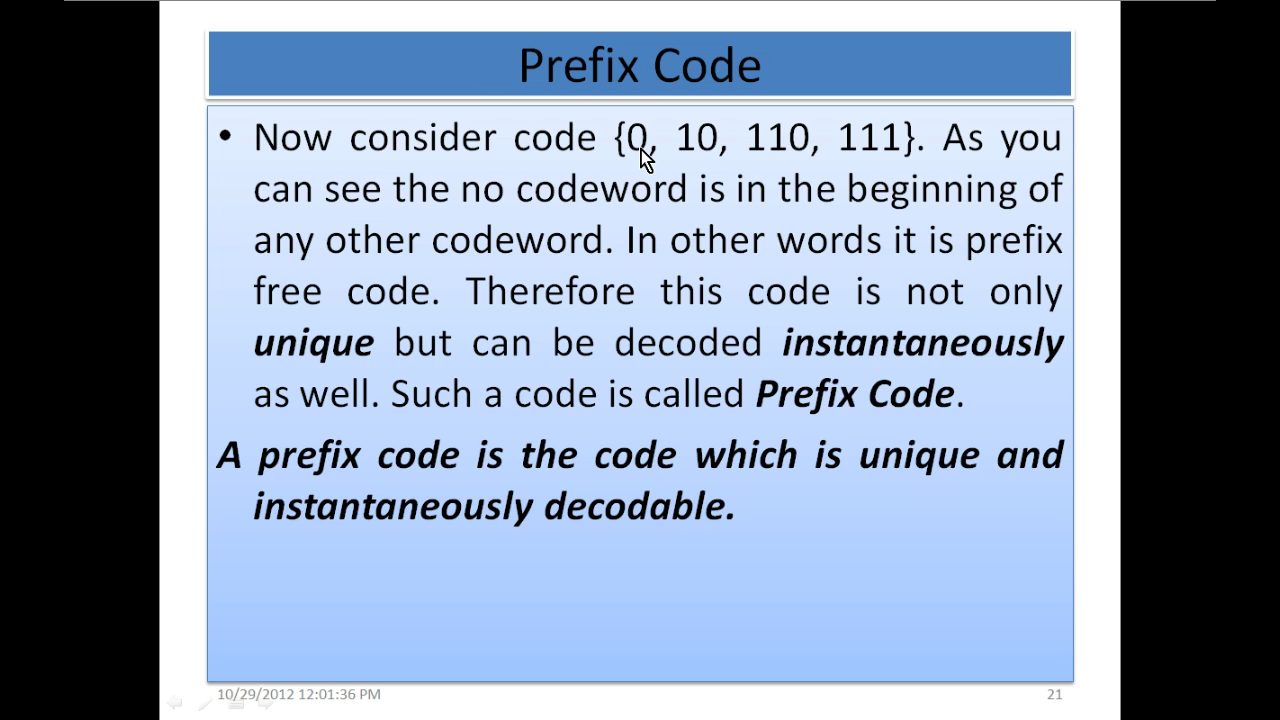 Prefix Code
• Now consider code {0, 10, 110, 111}. As you
can see the no codeword is in the beginning of
any other codeword. In other words it is prefix
free code. Therefore this code is not only
unique but can be decoded instantaneously
as well. Such a code is called Prefix Code.
A prefix code is the code which is unique and
instantaneously decodable.
10/29/2012 12:01:36 PM
21